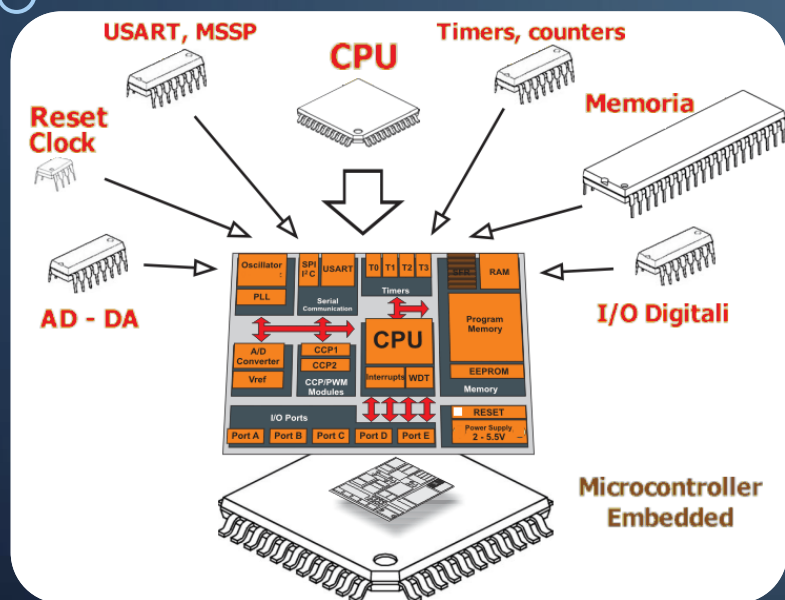 USART, MSSP
CPU
Timers, counters
Reset
Clock
Memoria
AD - DA
I/O Digitali
Oscillator
:
PLL
SPI
I²C
USART
Serial
Communication
T0
T1
T2
T3
Timers
SFR
RAM
Program
Memory
EEPROM
Memory
A/D
Converter
Vref
CCP1
CCP2
CCP/PWM
Modules
CPU
Interrupts
WDT
I/O Ports
Port A
Port B
Port C
Port D
Port E
RESET
Power Supply
2 - 5.5V
Microcontroller
Embedded